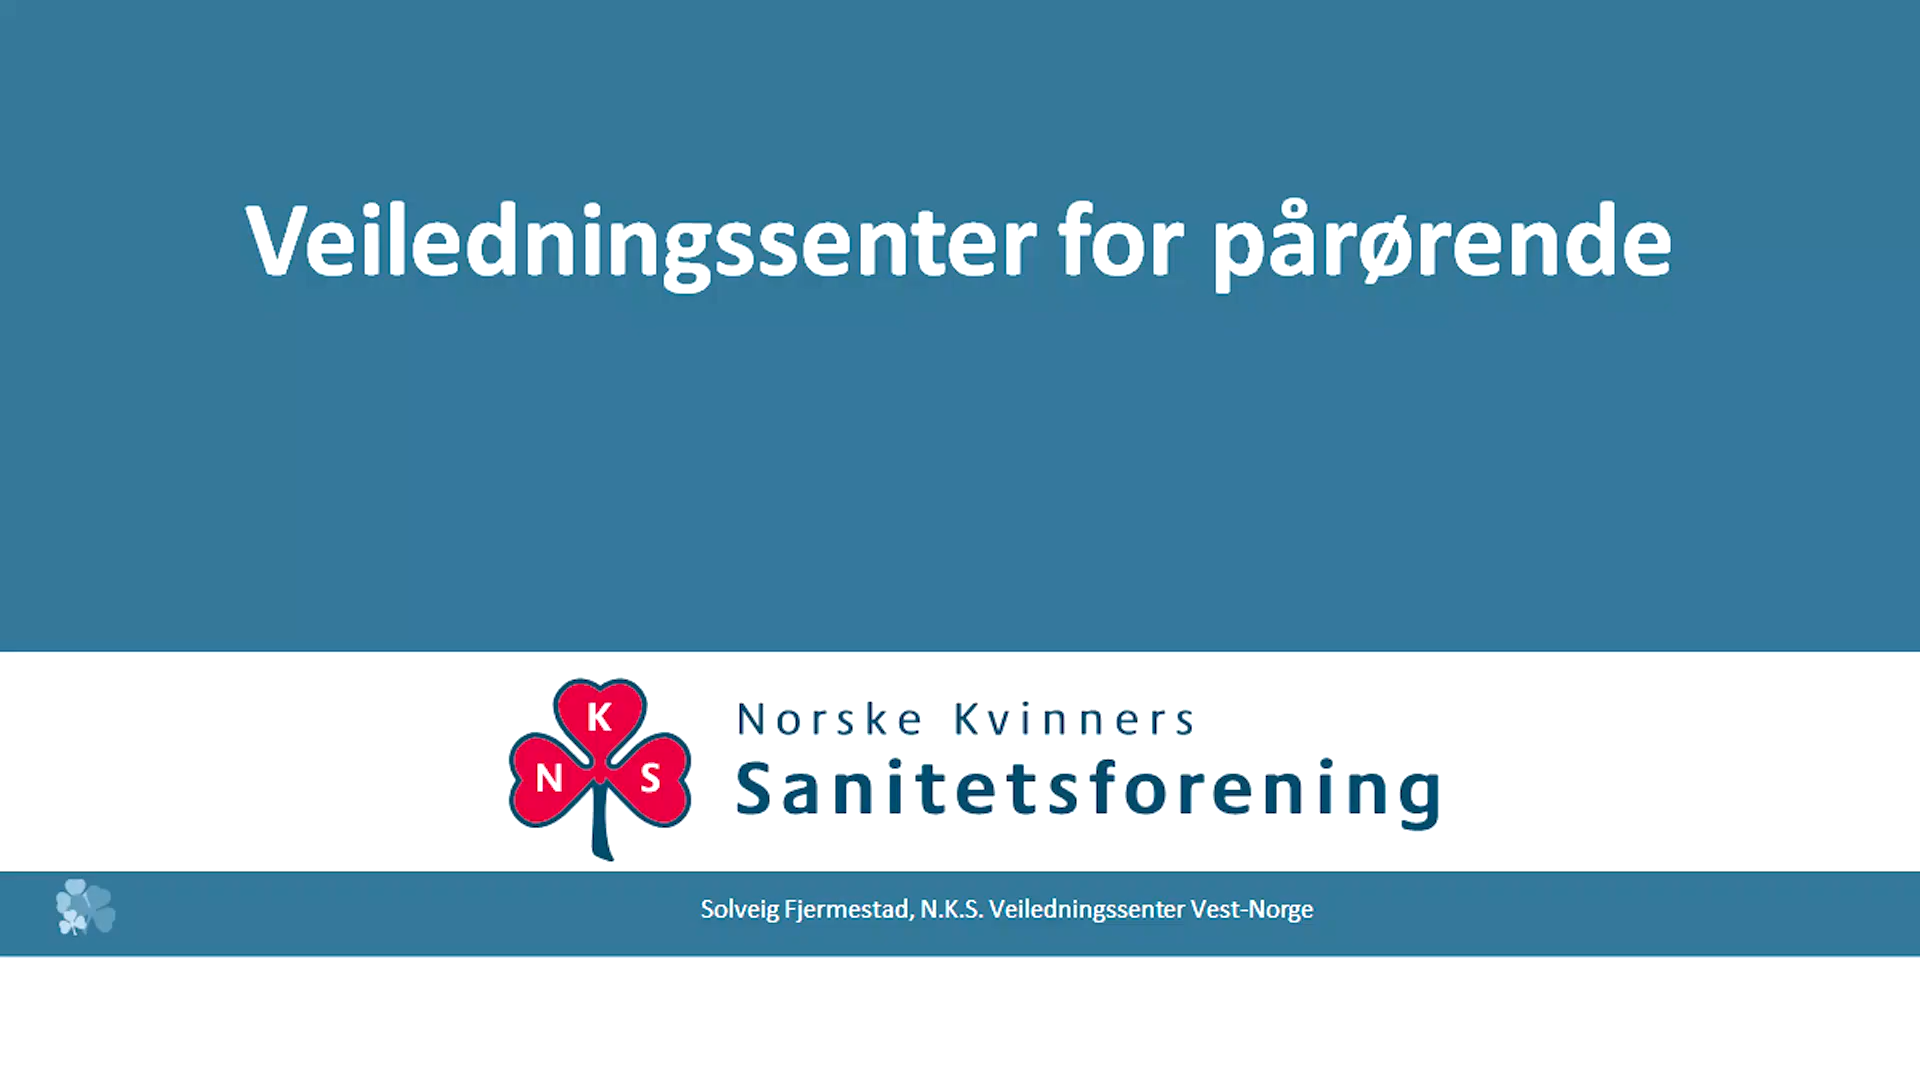 Veiledningssenter for pårørende
K
N S
Norske Kvinners
Sanitetsforening
Solveig Fjermestad, N.K.S. Veiledningssenter Vest-Norge